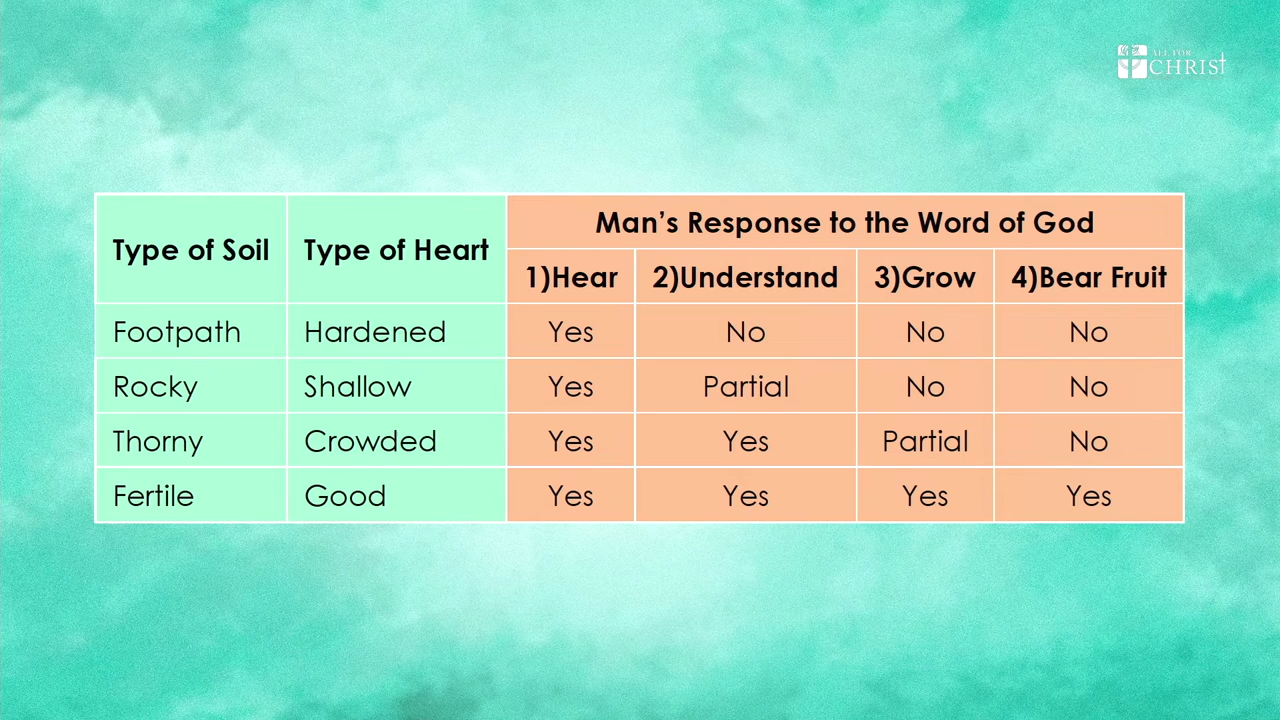 ALL FOR
CHRIST
Type of Soil Type of Heart Man's Response to the Word of God
1)Hear 2)Understand 3)Grow 4)Bear Fruit
Footpath Hardened Yes No No No
Rocky Shallow Yes Partial No No
Thorny Crowded Yes Yes Partial No
Fertile Good Yes Yes Yes Yes